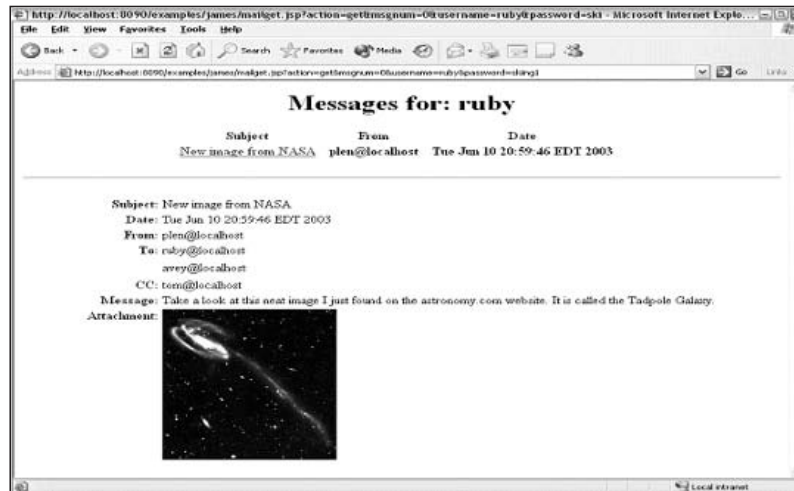 http://localhost:8090/examples/james/mailget.jsp?action=get&msgnum=0&username=ruby&password=ski - Microsoft Internet Explo...
File Edit View Favorites Tools Help
Back Search Favorites Media
Address http://localhost:8090/examples/james/mailget.jsp?action=get&msgnum=0&username=ruby&password=skiing1 Go Links
Messages for: ruby
Subject From Date
New image from NASA plen@localhost Tue Jun 10 20:59:46 EDT 2003
Subject: New image from NASA
Date: Tue Jun 10 20:59:46 EDT 2003
From: plen@localhost
To: ruby@localhost
avey@localhost
CC: tom@localhost
Message: Take a look at this neat image I just found on the astronomy.com website. It is called the Tadpole Galaxy.
Attachment:
Local intranet